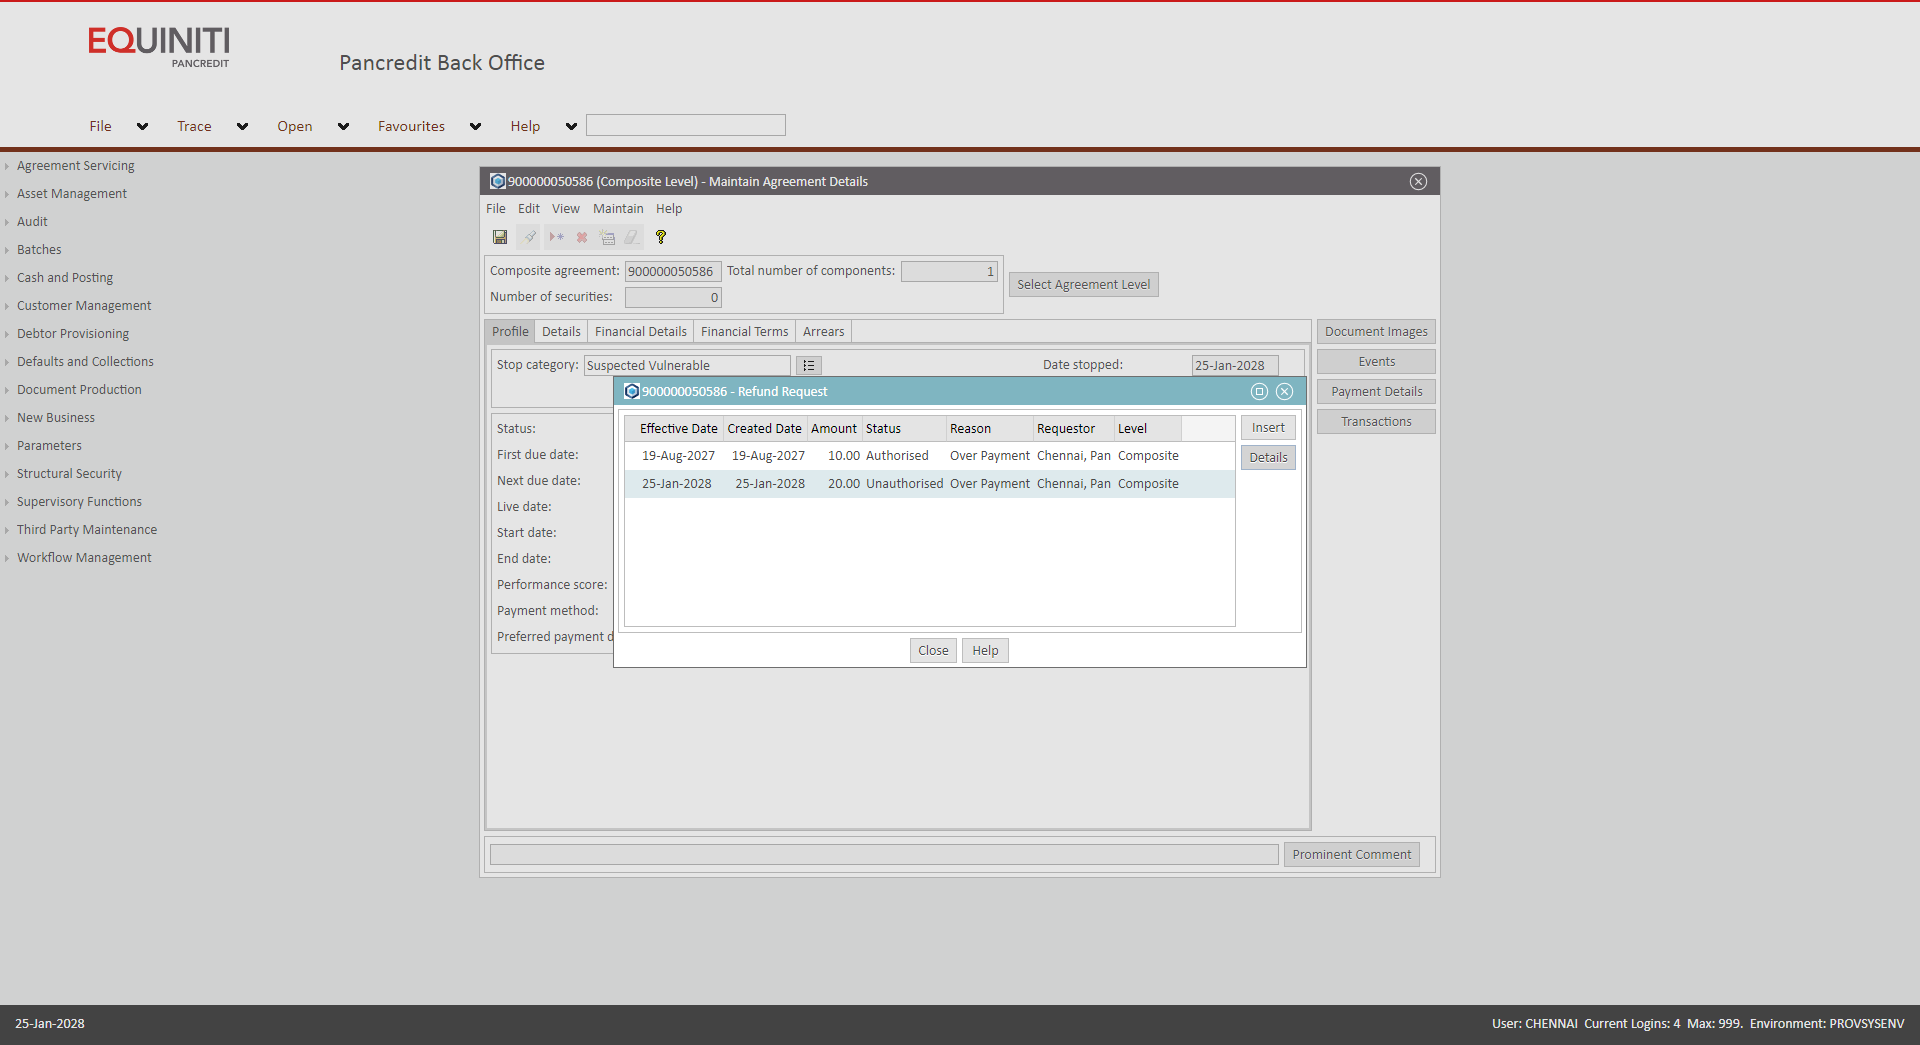 EQUINITI
PANCREDIT
Pancredit Back Office
File Trace Open Favourites Help
Agreement Servicing
Asset Management
Audit
Batches
Cash and Posting
Customer Management
Debtor Provisioning
Defaults and Collections
Document Production
New Business
Parameters
Structural Security
Supervisory Functions
Third Party Maintenance
Workflow Management
900000050586 (Composite Level) - Maintain Agreement Details
File Edit View Maintain Help
Composite agreement: 900000050586 Total number of components: 1
Number of securities: 0
Select Agreement Level
Profile Details Financial Details Financial Terms Arrears
Stop category: Suspected Vulnerable Date stopped: 25-Jan-2028
Status:
First due date:
Next due date:
Live date:
Start date:
End date:
Performance score:
Payment method:
Preferred payment d
900000050586 - Refund Request
Effective Date Created Date Amount Status Reason Requestor Level
19-Aug-2027 19-Aug-2027 10.00 Authorised Over Payment Chennai, Pan Composite
25-Jan-2028 25-Jan-2028 20.00 Unauthorised Over Payment Chennai, Pan Composite
Insert
Details
Close Help
Document Images
Events
Payment Details
Transactions
Prominent Comment
25-Jan-2028
User: CHENNAI Current Logins: 4 Max: 999. Environment: PROVSYSENV